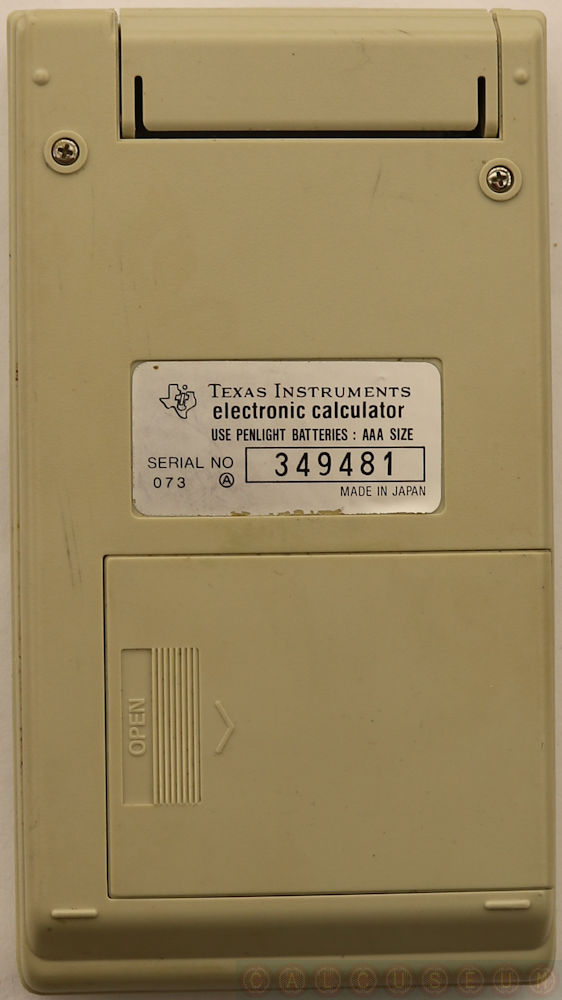 TEXAS INSTRUMENTS
electronic calculator
USE PENLIGHT BATTERIES : AAA SIZE
SERIAL NO 349481
073 Ⓐ
MADE IN JAPAN
OPEN
CALCUSEUM